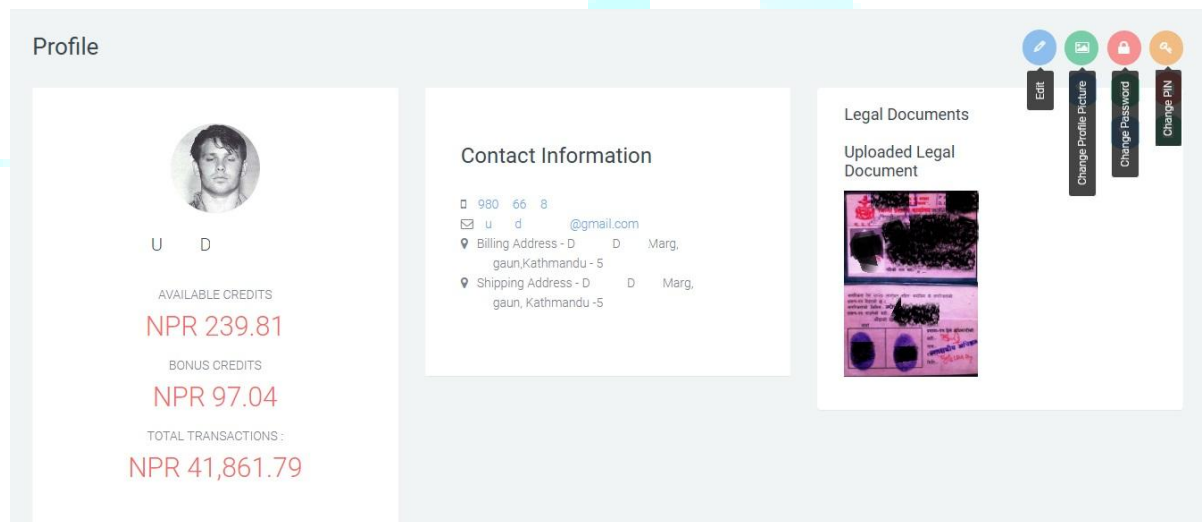 Profile
Edit
Change Profile Picture
Change Password
Change PIN
U D
AVAILABLE CREDITS
NPR 239.81
BONUS CREDITS
NPR 97.04
TOTAL TRANSACTIONS :
NPR 41,861.79
Contact Information
980 66 8
u d @gmail.com
Billing Address - D D Marg,
gaun,Kathmandu - 5
Shipping Address - D D Marg,
gaun, Kathmandu -5
Legal Documents
Uploaded Legal
Document